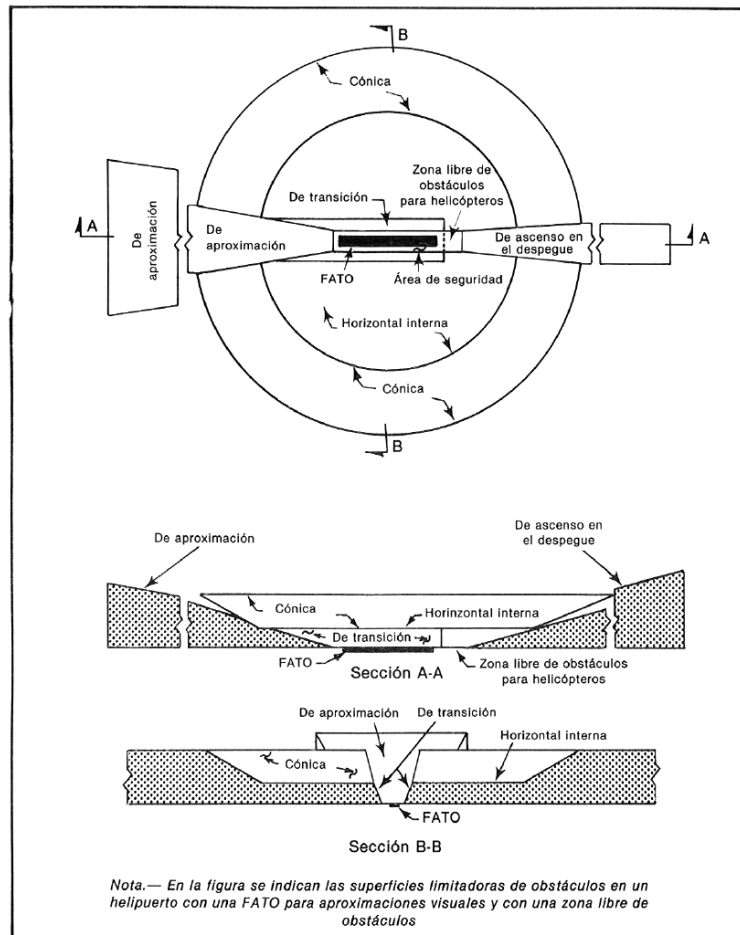 B
Cónica
Zona libre de
obstáculos
para helicópteros
De transición
A
De
aproximación
De
aproximación
De ascenso en
el despegue
A
FATO
Área de seguridad
Horizontal interna
Cónica
B
De ascenso en
el despegue
De aproximación
Cónica
Horinzontal interna
De transición
FATO
Zona libre de obstáculos
para helicópteros
Sección A-A
De aproximación
De transición
Horizontal interna
Cónica
FATO
Sección B-B
Nota.— En la figura se indican las superficies limitadoras de obstáculos en un
helipuerto con una FATO para aproximaciones visuales y con una zona libre de
obstáculos